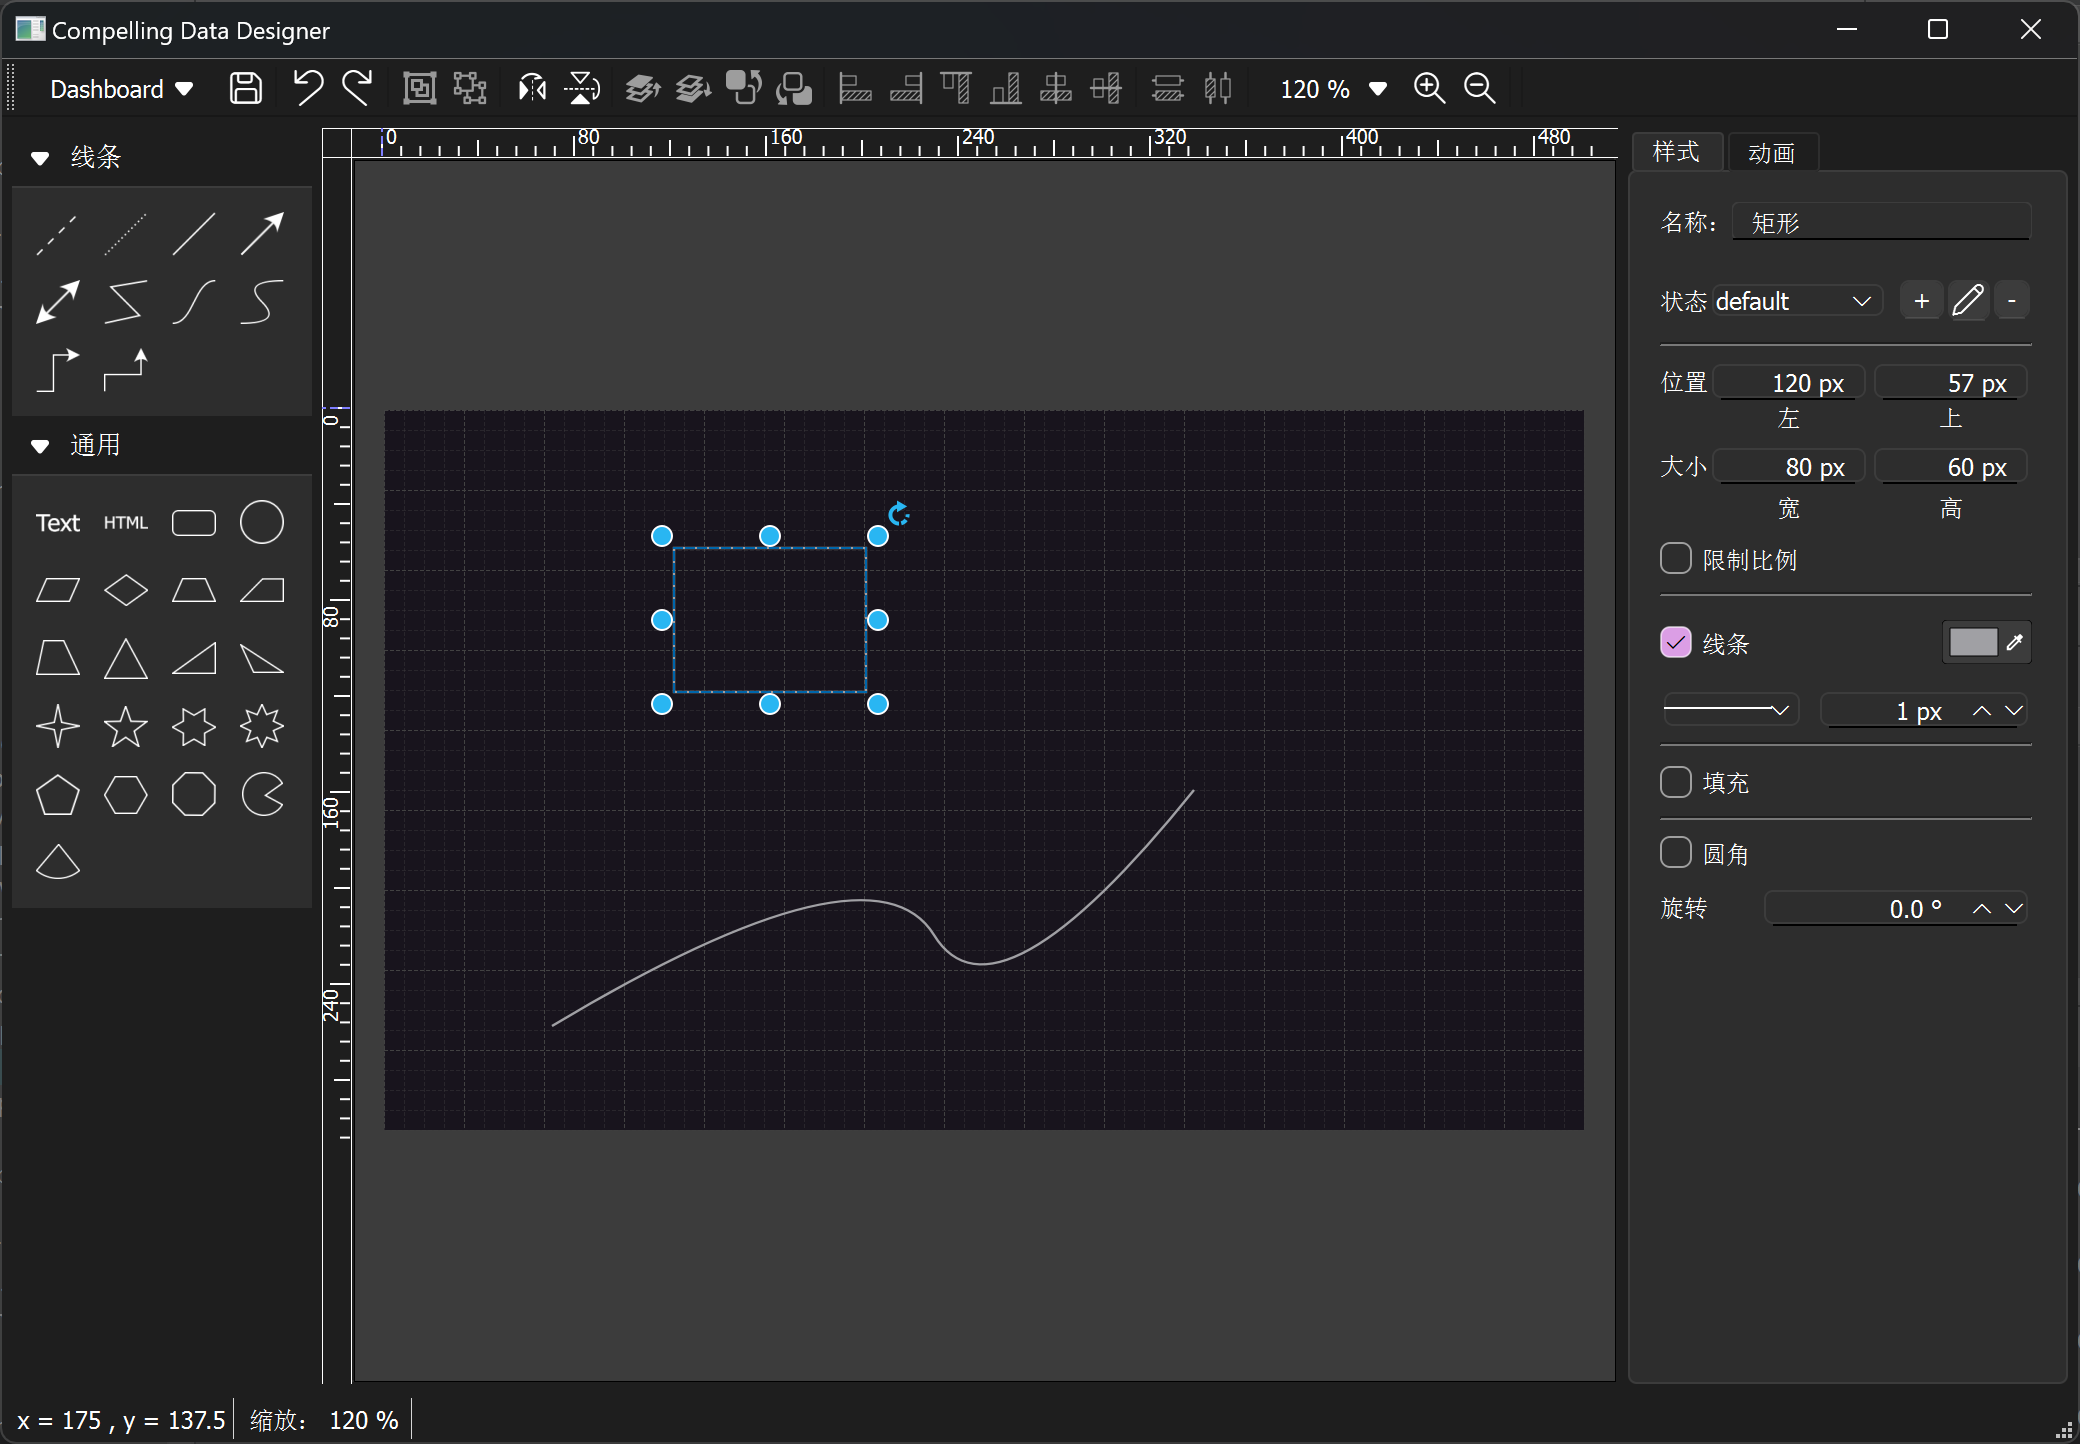 Compelling Data Designer
Dashboard
120 %
线条
通用
Text HTML
0 80 160 240 320 400 480
0
80
160
240
样式 动画
名称： 矩形
状态 default + -
位置 120 px 57 px
左 上
大小 80 px 60 px
宽 高
限制比例
线条
1 px
填充
圆角
旋转 0.0 °
x = 175 , y = 137.5 缩放： 120 %